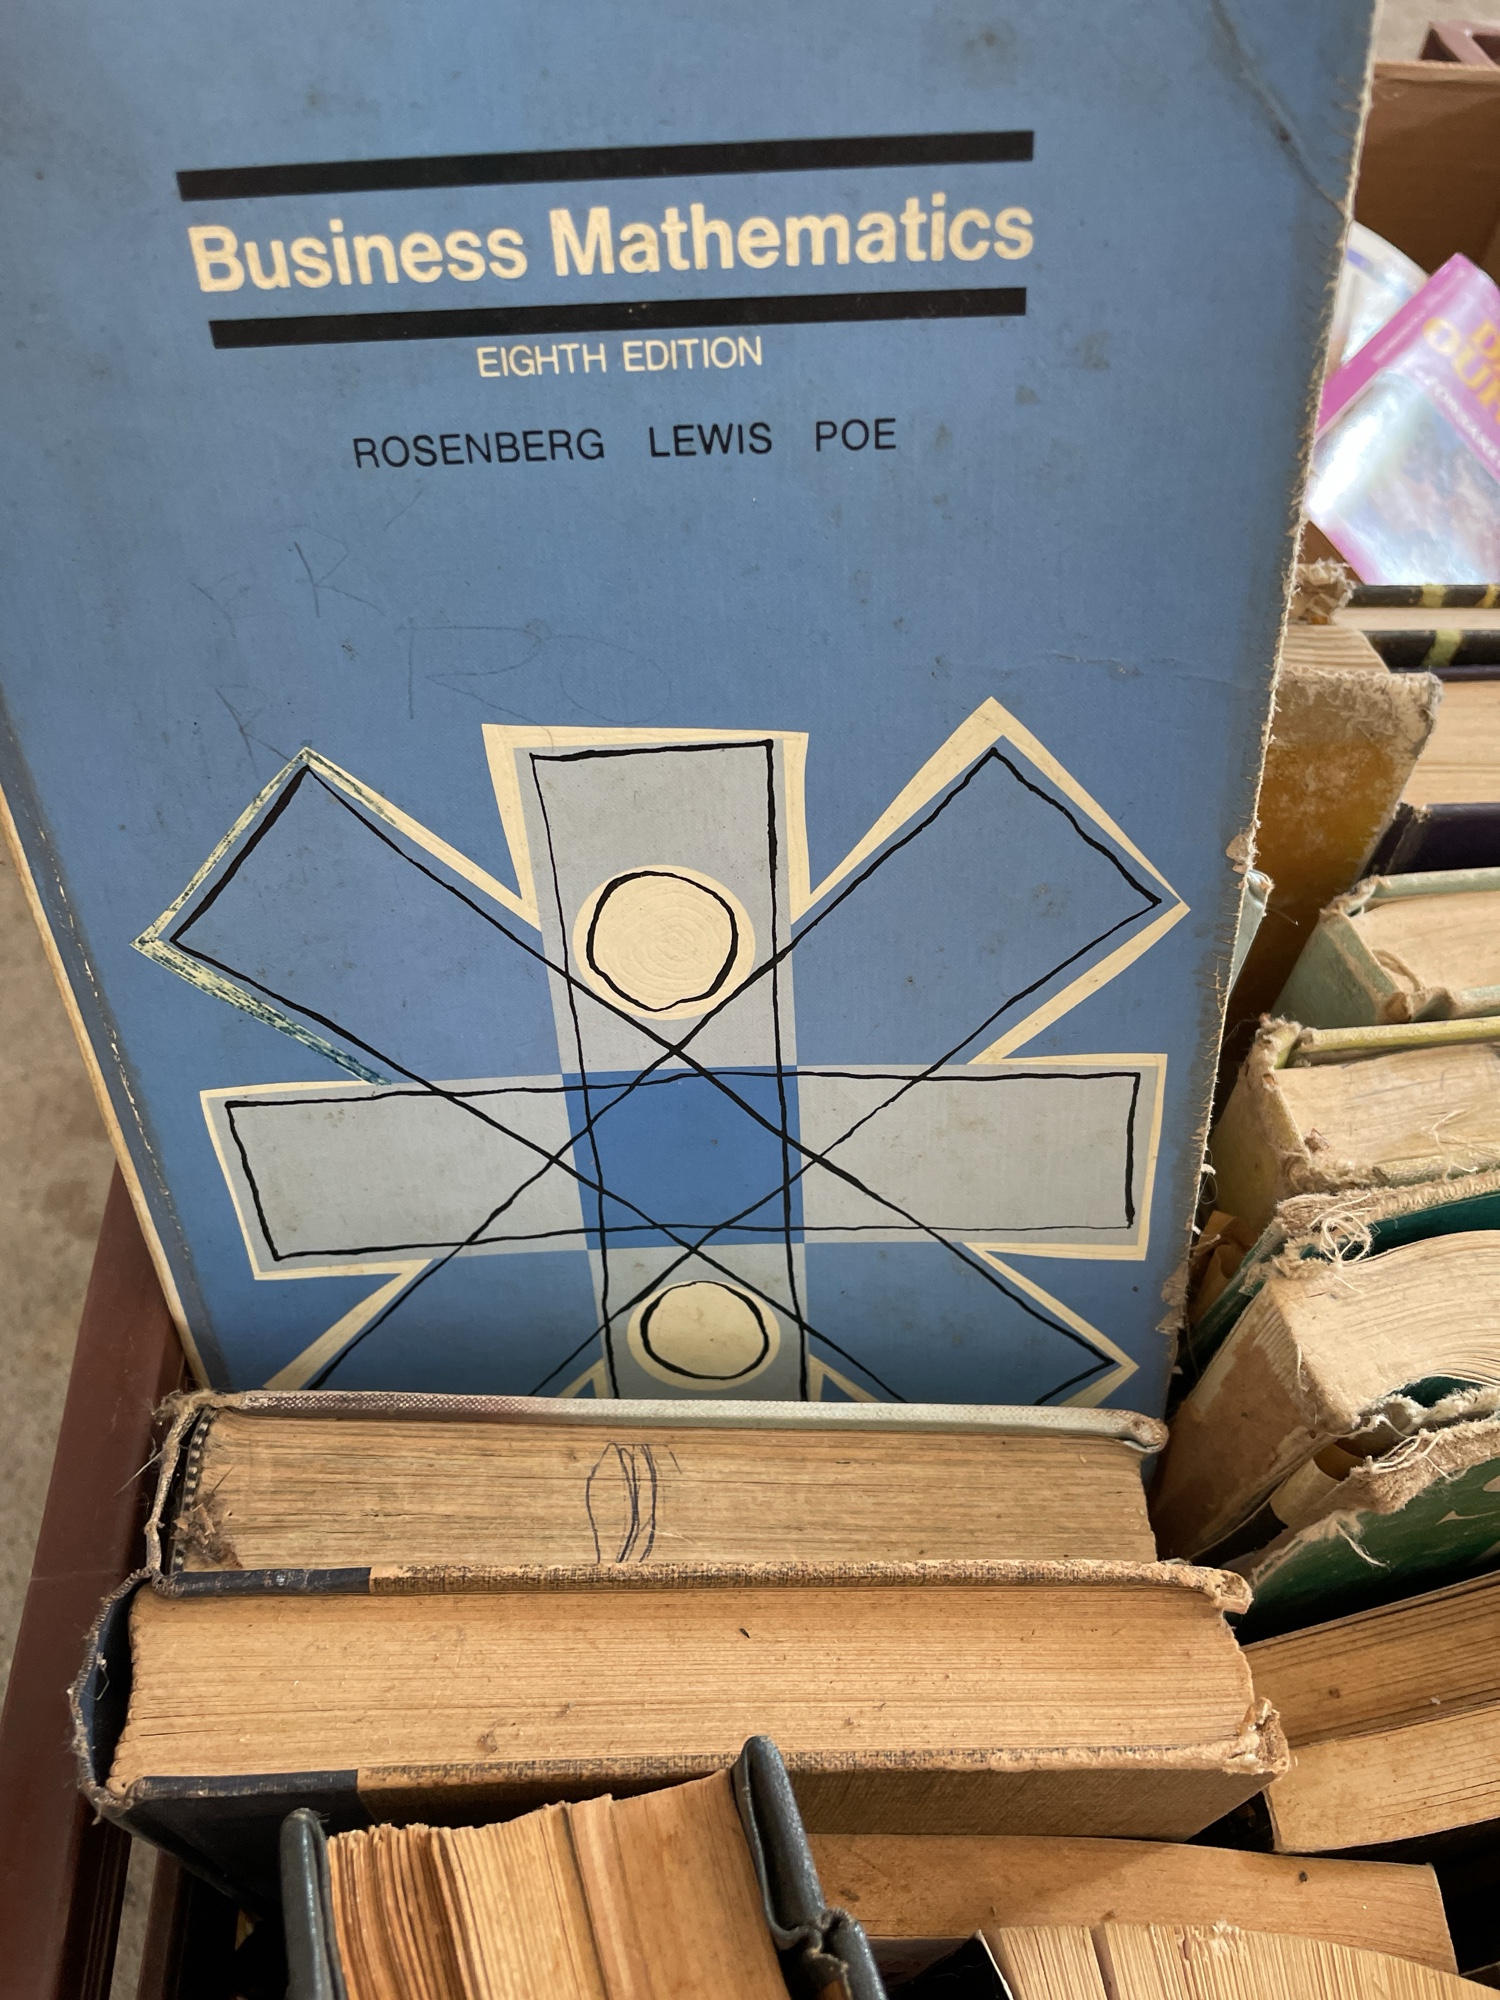 Business Mathematics
EIGHTH EDITION
ROSENBERG LEWIS POE